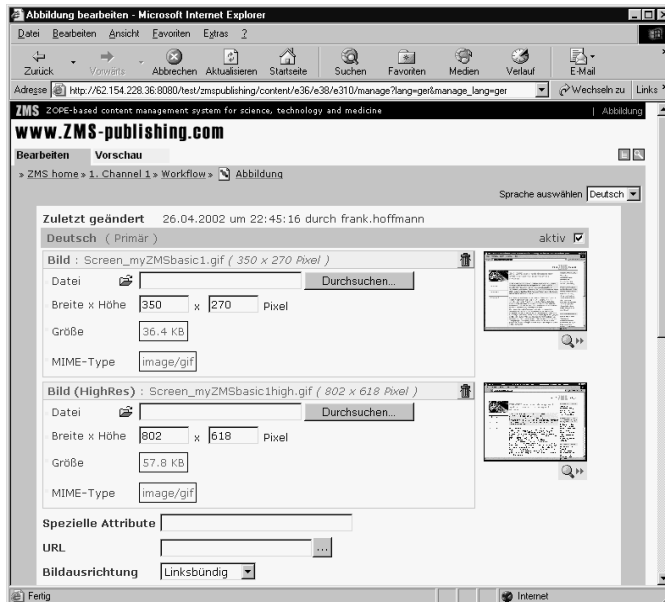 Abbildung bearbeiten - Microsoft Internet Explorer
Datei Bearbeiten Ansicht Favoriten Extras ?
Zurück Vorwärts Abbrechen Aktualisieren Startseite Suchen Favoriten Medien Verlauf E-Mail
Adresse http://62.154.228.36:8080/test/zmspublishing/content/e36/e38/e310/manage?lang=ger&manage_lang=ger Wechseln zu Links
ZMS ZOPE-based content management system for science, technology and medicine | Abbildung
www.ZMS-publishing.com
Bearbeiten Vorschau
» ZMS home » 1. Channel 1 » Workflow » Abbildung
Sprache auswählen Deutsch
Zuletzt geändert 26.04.2002 um 22:45:16 durch frank.hoffmann
Deutsch ( Primär ) aktiv
Bild : Screen_myZMSbasic1.gif ( 350 x 270 Pixel )
Datei Durchsuchen...
Breite x Höhe 350 x 270 Pixel
Größe 36.4 KB
MIME-Type image/gif
Bild (HighRes) : Screen_myZMSbasic1high.gif ( 802 x 618 Pixel )
Datei Durchsuchen...
Breite x Höhe 802 x 618 Pixel
Größe 57.8 KB
MIME-Type image/gif
Spezielle Attribute
URL ...
Bildausrichtung Linksbündig
Fertig Internet